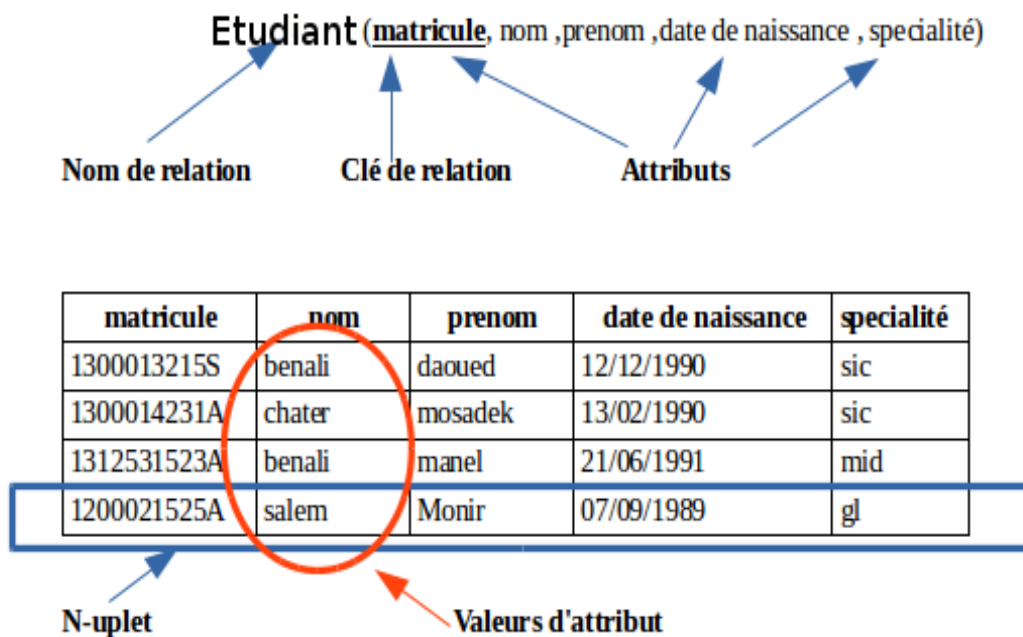 Etudiant (matricule, nom ,prenom ,date de naissance , specialité)
Nom de relation Clé de relation Attributs
matricule nom prenom date de naissance specialité
1300013215S benali daoued 12/12/1990 sic
1300014231A chater mosadek 13/02/1990 sic
1312531523A benali manel 21/06/1991 mid
1200021525A salem Monir 07/09/1989 gl
N-uplet Valeurs d'attribut